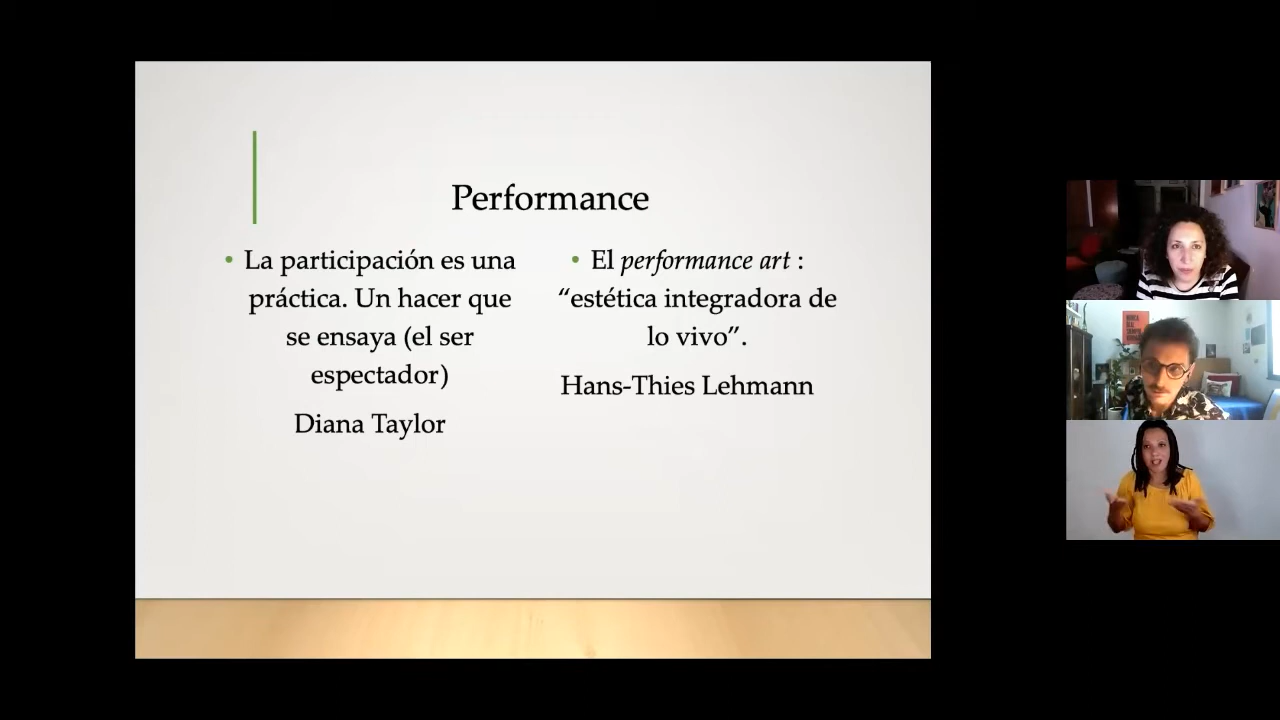 Performance
• La participación es una
práctica. Un hacer que
se ensaya (el ser
espectador)
Diana Taylor
• El performance art :
“estética integradora de
lo vivo”.
Hans-Thies Lehmann